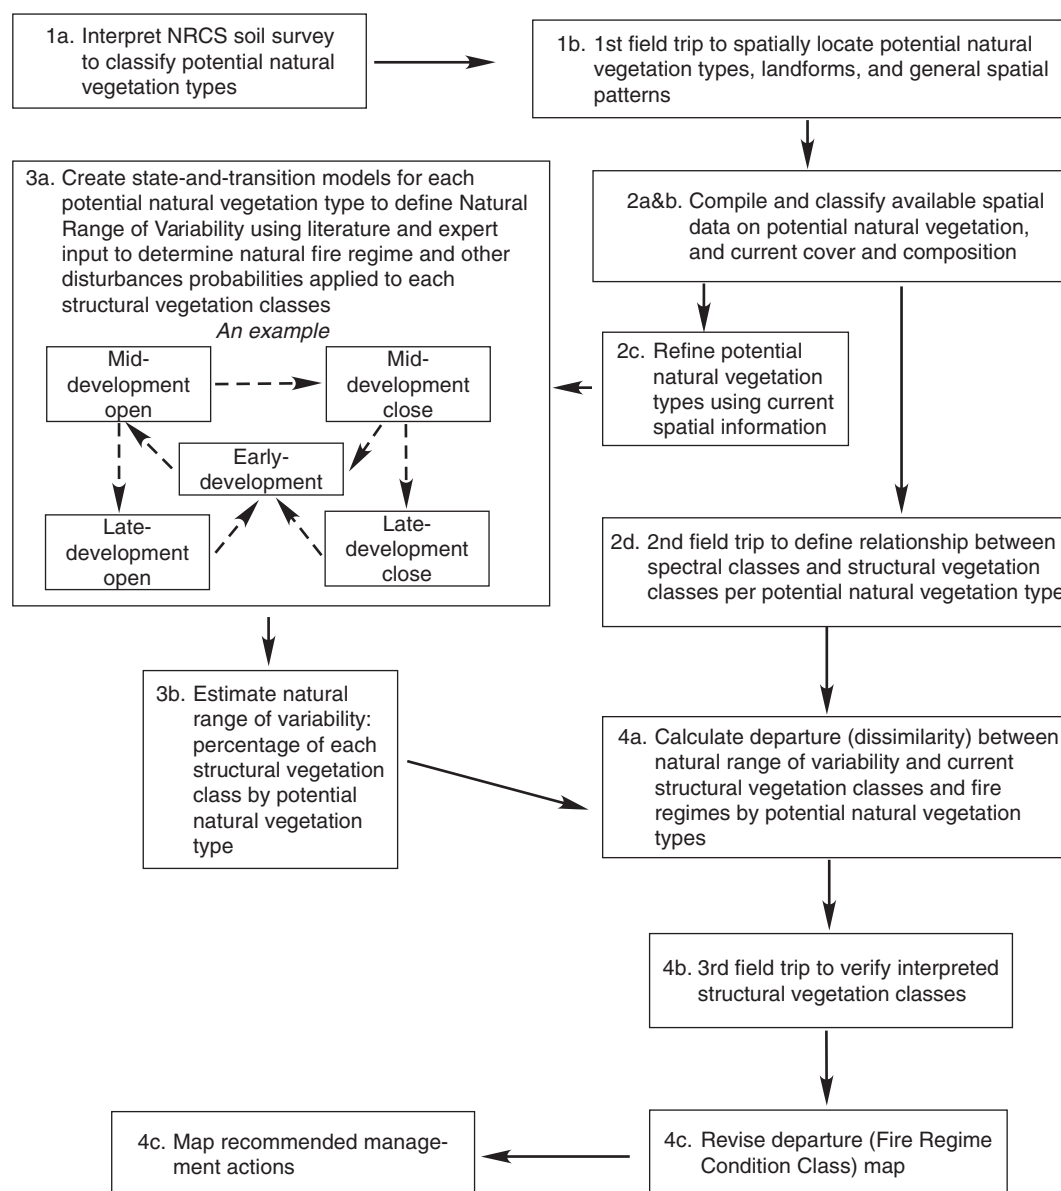 1a. Interpret NRCS soil survey
to classify potential natural
vegetation types
1b. 1st field trip to spatially locate potential natural
vegetation types, landforms, and general spatial
patterns
2a&b. Compile and classify available spatial
data on potential natural vegetation,
and current cover and composition
2c. Refine potential
natural vegetation
types using current
spatial information
3a. Create state-and-transition models for each
potential natural vegetation type to define Natural
Range of Variability using literature and expert
input to determine natural fire regime and other
disturbances probabilities applied to each
structural vegetation classes
An example
Mid-
development
open
Mid-
development
close
Early-
development
Late-
development
open
Late-
development
close
2d. 2nd field trip to define relationship between
spectral classes and structural vegetation
classes per potential natural vegetation type
3b. Estimate natural
range of variability:
percentage of each
structural vegetation
class by potential
natural vegetation
type
4a. Calculate departure (dissimilarity) between
natural range of variability and current
structural vegetation classes and fire
regimes by potential natural vegetation
types
4b. 3rd field trip to verify interpreted
structural vegetation classes
4c. Revise departure (Fire Regime
Condition Class) map
4c. Map recommended manage-
ment actions